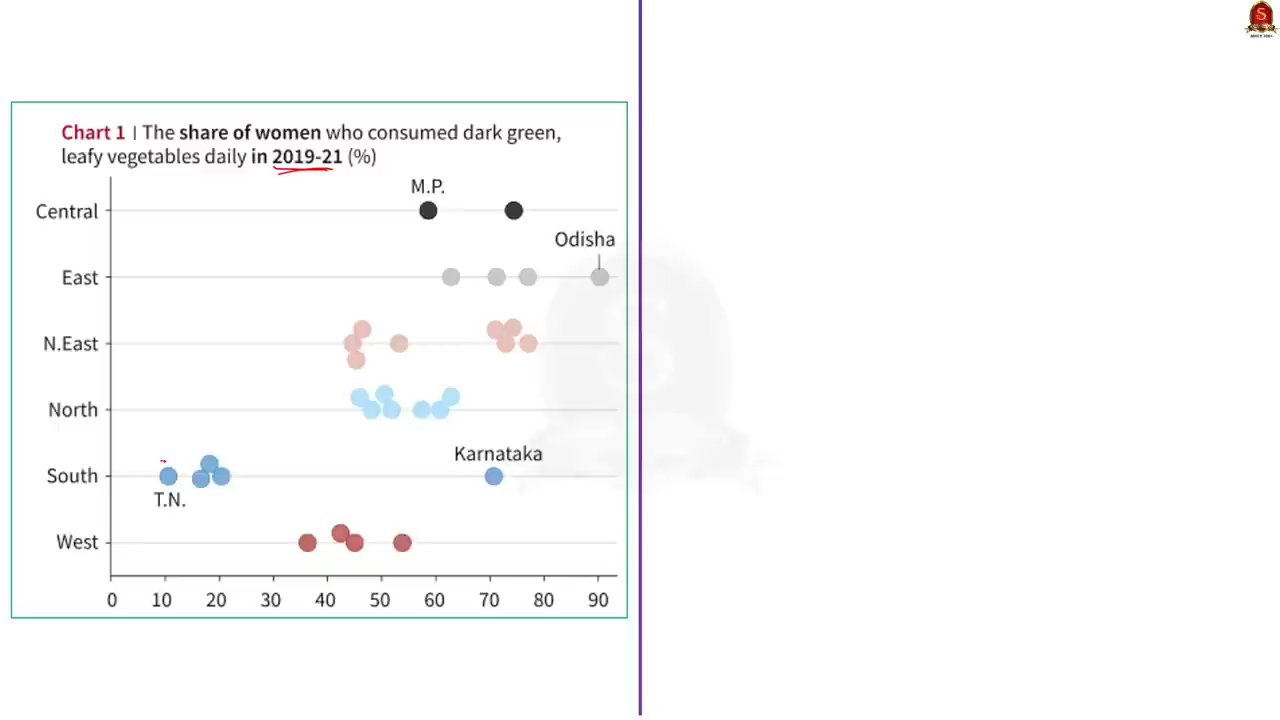 Chart 1 | The share of women who consumed dark green,
leafy vegetables daily in 2019-21 (%)
M.P.
Central
Odisha
East
N.East
North
Karnataka
South
T.N.
West
0 10 20 30 40 50 60 70 80 90
S